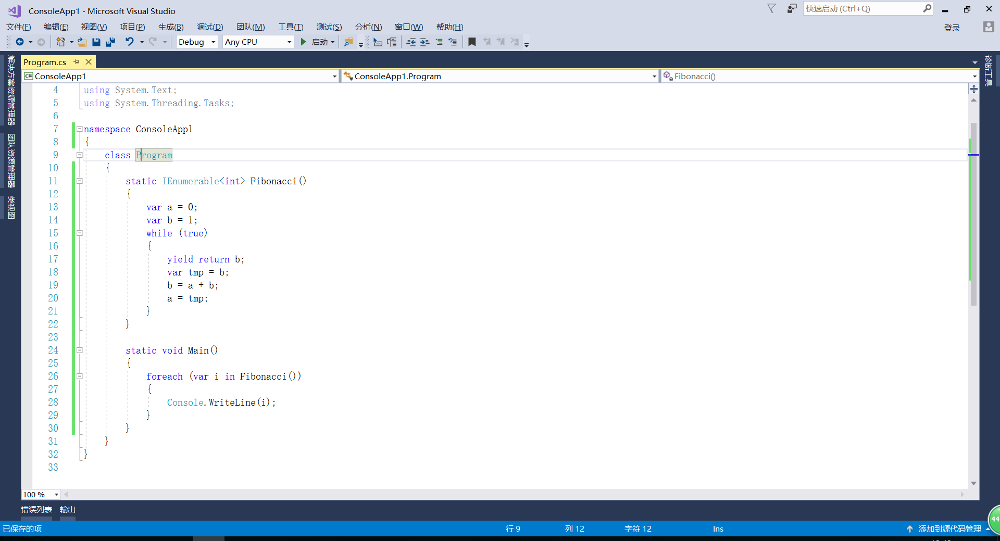 ConsoleApp1 - Microsoft Visual Studio
快速启动 (Ctrl+Q)
文件(F) 编辑(E) 视图(V) 项目(P) 生成(B) 调试(D) 团队(M) 工具(T) 测试(S) 分析(N) 窗口(W) 帮助(H) 登录
Debug Any CPU 启动
Program.cs
ConsoleApp1 ConsoleApp1.Program Fibonacci()
解决方案资源管理器
团队资源管理器
类视图
诊断工具
4 using System.Text;
5 using System.Threading.Tasks;
6
7 namespace ConsoleApp1
8 {
9 class Program
10 {
11 static IEnumerable<int> Fibonacci()
12 {
13 var a = 0;
14 var b = 1;
15 while (true)
16 {
17 yield return b;
18 var tmp = b;
19 b = a + b;
20 a = tmp;
21 }
22 }
23
24 static void Main()
25 {
26 foreach (var i in Fibonacci())
27 {
28 Console.WriteLine(i);
29 }
30 }
31 }
32 }
33
100 %
错误列表 输出
44
已保存的项 行 9 列 12 字符 12 Ins 添加到源代码管理